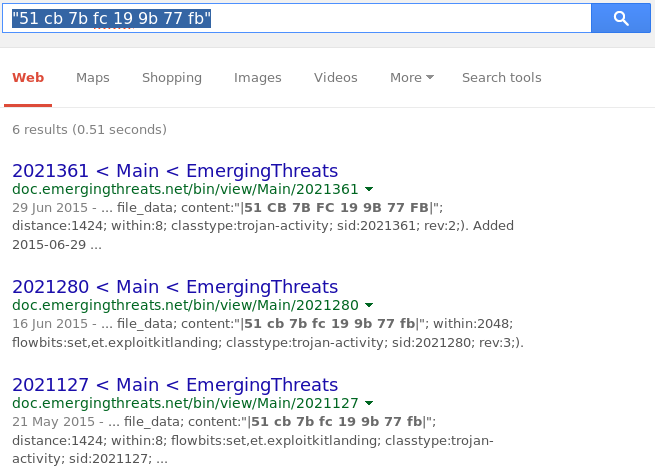 "51 cb 7b fc 19 9b 77 fb"
Web Maps Shopping Images Videos More Search tools
6 results (0.51 seconds)
2021361 < Main < EmergingThreats
doc.emergingthreats.net/bin/view/Main/2021361
29 Jun 2015 - ... file_data; content:"|51 CB 7B FC 19 9B 77 FB|";
distance:1424; within:8; classtype:trojan-activity; sid:2021361; rev:2;). Added
2015-06-29 ...
2021280 < Main < EmergingThreats
doc.emergingthreats.net/bin/view/Main/2021280
16 Jun 2015 - ... file_data; content:"|51 cb 7b fc 19 9b 77 fb|"; within:2048;
flowbits:set,et.exploitkitlanding; classtype:trojan-activity; sid:2021280; rev:3;).
2021127 < Main < EmergingThreats
doc.emergingthreats.net/bin/view/Main/2021127
21 May 2015 - ... file_data; content:"|51 cb 7b fc 19 9b 77 fb|";
distance:1424; within:8; flowbits:set,et.exploitkitlanding; classtype:trojan-
activity; sid:2021127; ...